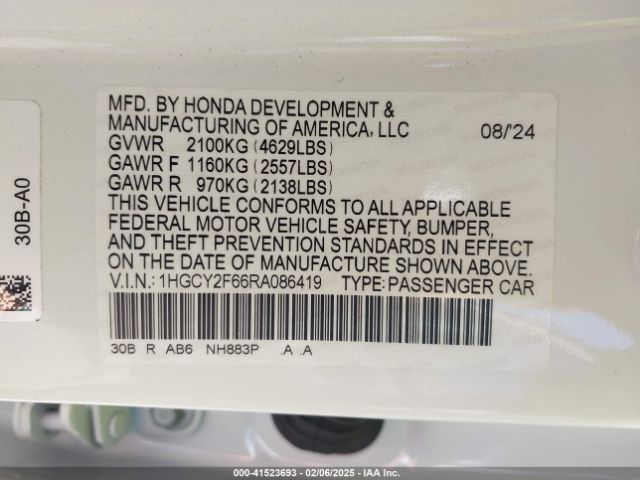 MFD. BY HONDA DEVELOPMENT &
MANUFACTURING OF AMERICA, LLC 08/'24
GVWR 2100KG (4629LBS)
GAWR F 1160KG (2557LBS)
GAWR R 970KG (2138LBS)
THIS VEHICLE CONFORMS TO ALL APPLICABLE
FEDERAL MOTOR VEHICLE SAFETY, BUMPER,
AND THEFT PREVENTION STANDARDS IN EFFECT
ON THE DATE OF MANUFACTURE SHOWN ABOVE.
V.I.N.: 1HGCY2F66RA086419 TYPE: PASSENGER CAR
30B R AB6 NH883P .A .A
30B-A0
000-41523693 - 02/06/2025 - IAA Inc.